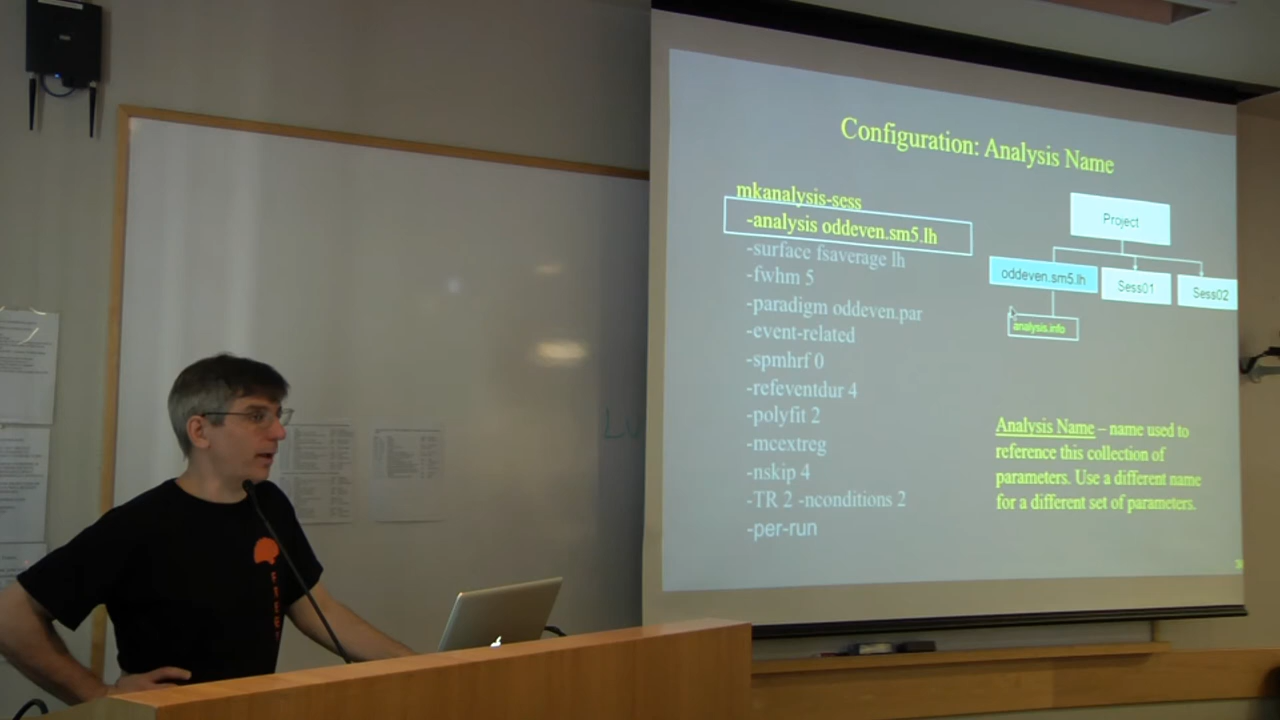 Configuration: Analysis Name
mkanalysis-sess
-analysis oddeven.sm5.lh
-surface fsaverage lh
-fwhm 5
-paradigm oddeven.par
-event-related
-spmhrf 0
-refeventdur 4
-polyfit 2
-mcextreg
-nskip 4
-TR 2 -nconditions 2
-per-run
Project
oddeven.sm5.lh
Sess01
Sess02
analysis.info
Analysis Name – name used to
reference this collection of
parameters. Use a different name
for a different set of parameters.